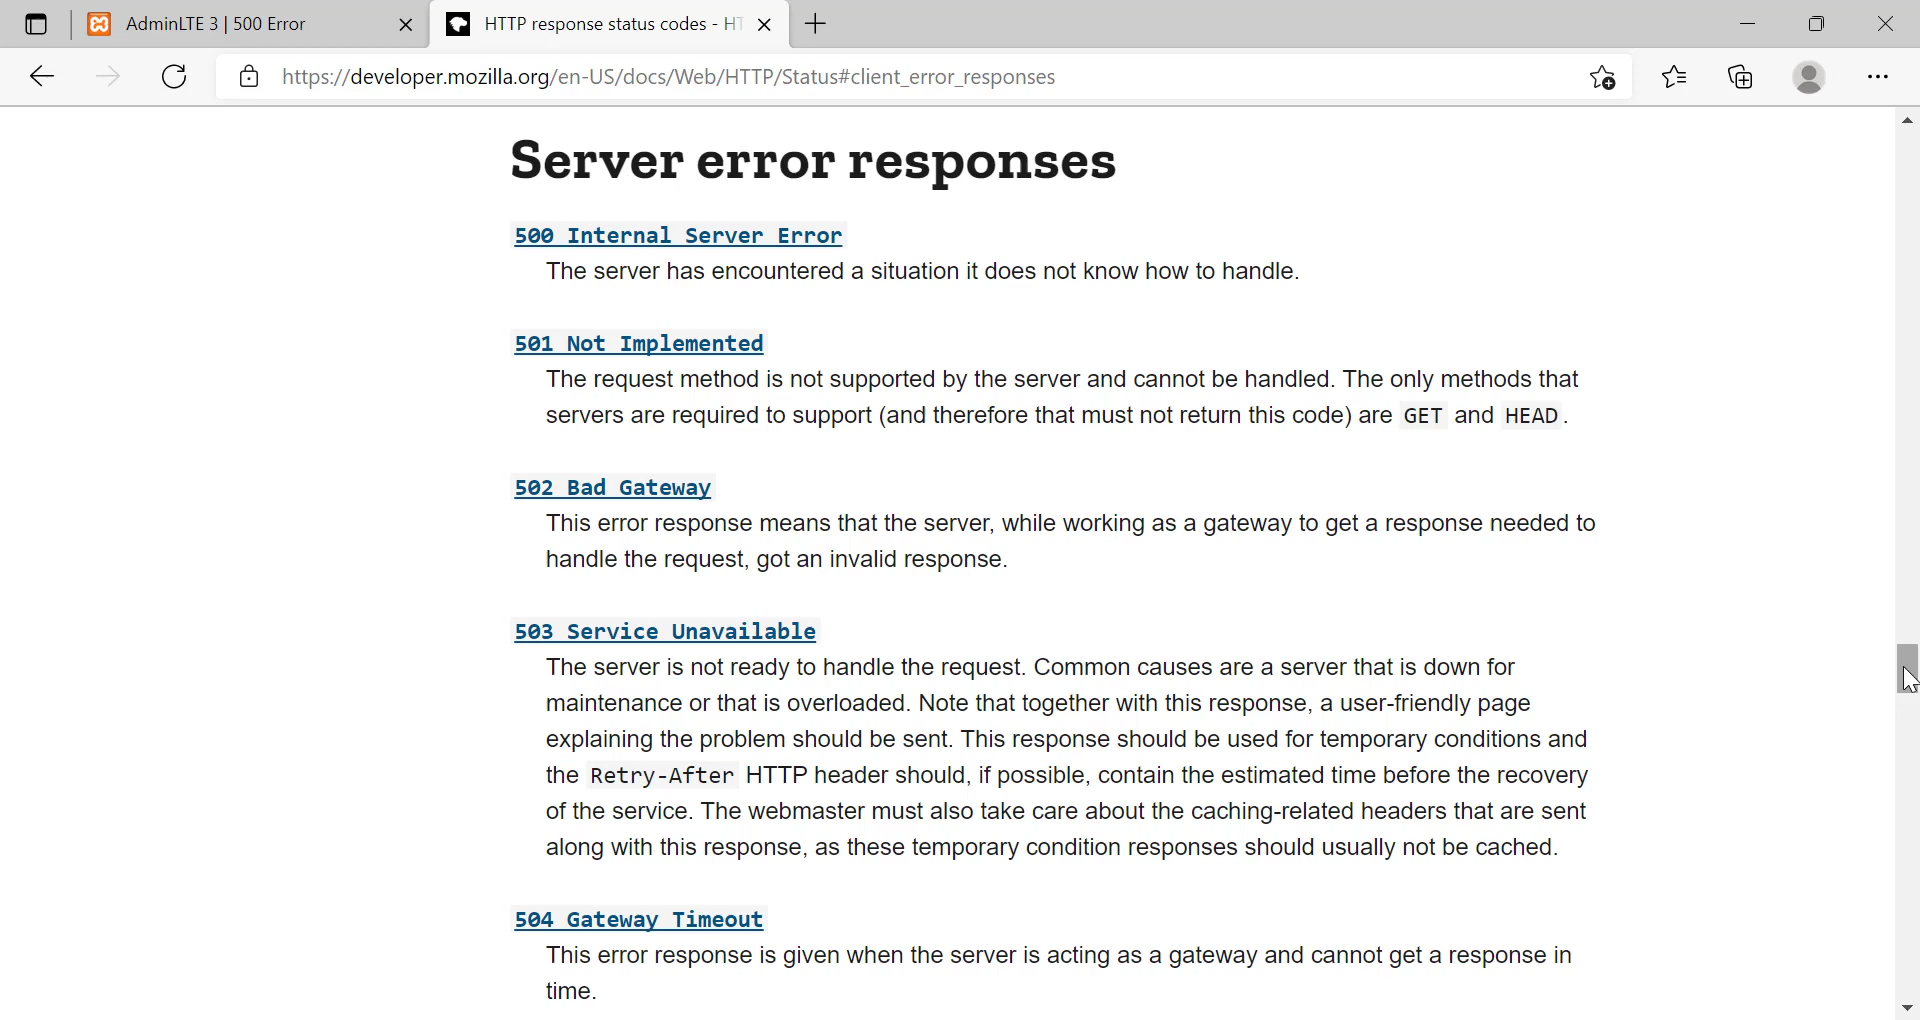 AdminLTE 3 | 500 Error
HTTP response status codes - HT
https://developer.mozilla.org/en-US/docs/Web/HTTP/Status#client_error_responses
Server error responses
500 Internal Server Error
The server has encountered a situation it does not know how to handle.
501 Not Implemented
The request method is not supported by the server and cannot be handled. The only methods that
servers are required to support (and therefore that must not return this code) are GET and HEAD.
502 Bad Gateway
This error response means that the server, while working as a gateway to get a response needed to
handle the request, got an invalid response.
503 Service Unavailable
The server is not ready to handle the request. Common causes are a server that is down for
maintenance or that is overloaded. Note that together with this response, a user-friendly page
explaining the problem should be sent. This response should be used for temporary conditions and
the Retry-After HTTP header should, if possible, contain the estimated time before the recovery
of the service. The webmaster must also take care about the caching-related headers that are sent
along with this response, as these temporary condition responses should usually not be cached.
504 Gateway Timeout
This error response is given when the server is acting as a gateway and cannot get a response in
time.